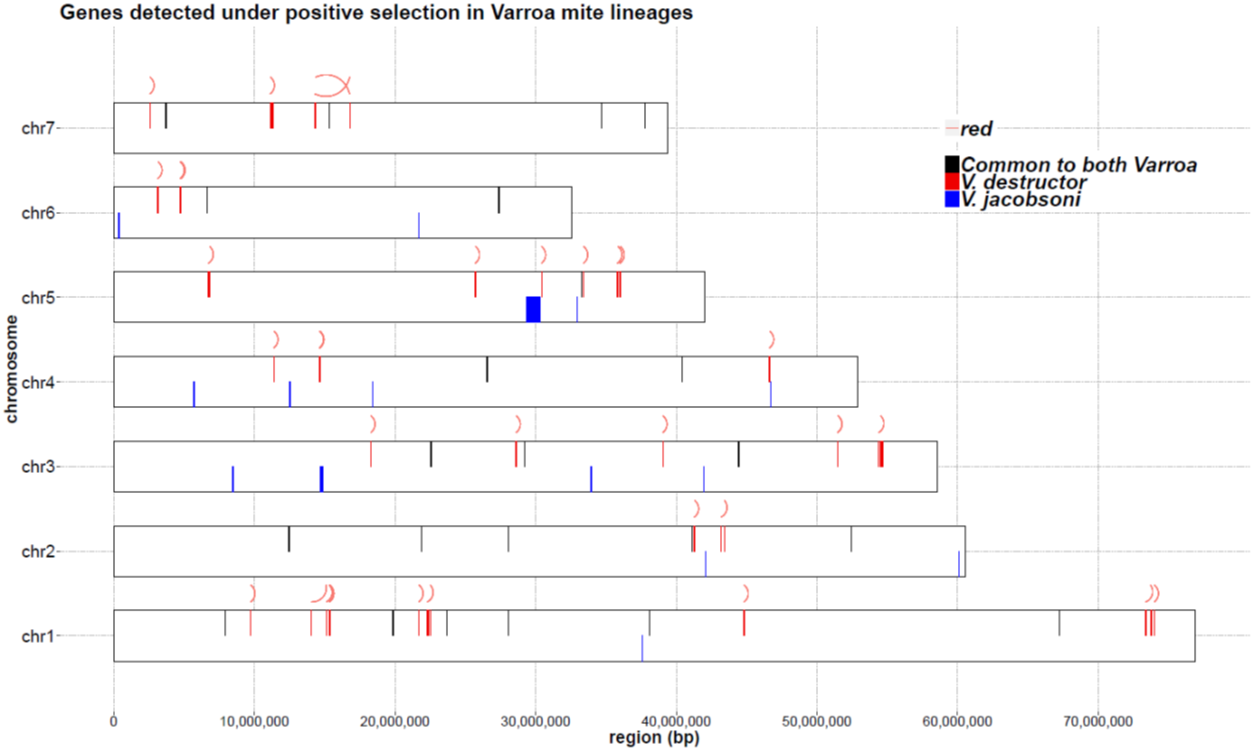 Genes detected under positive selection in Varroa mite lineages
chr7
red
Common to both Varroa
V. destructor
V. jacobsoni
chr6
chr5
chr4
chr3
chr2
chr1
chromosome
0 10,000,000 20,000,000 30,000,000 40,000,000 50,000,000 60,000,000 70,000,000
region (bp)